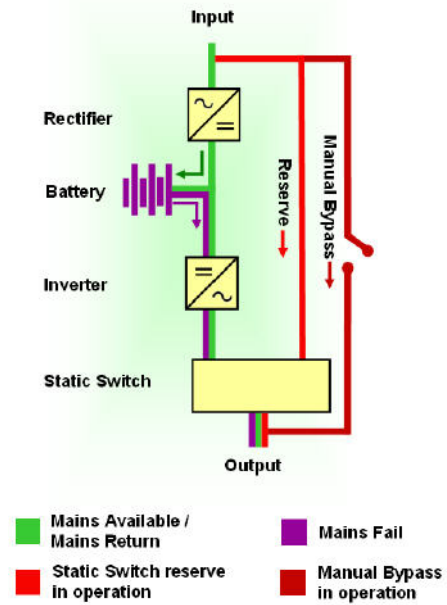 Input
Rectifier
Battery
Inverter
Static Switch
Reserve
Manual Bypass
Output
Mains Available /
Mains Return
Mains Fail
Static Switch reserve
in operation
Manual Bypass
in operation